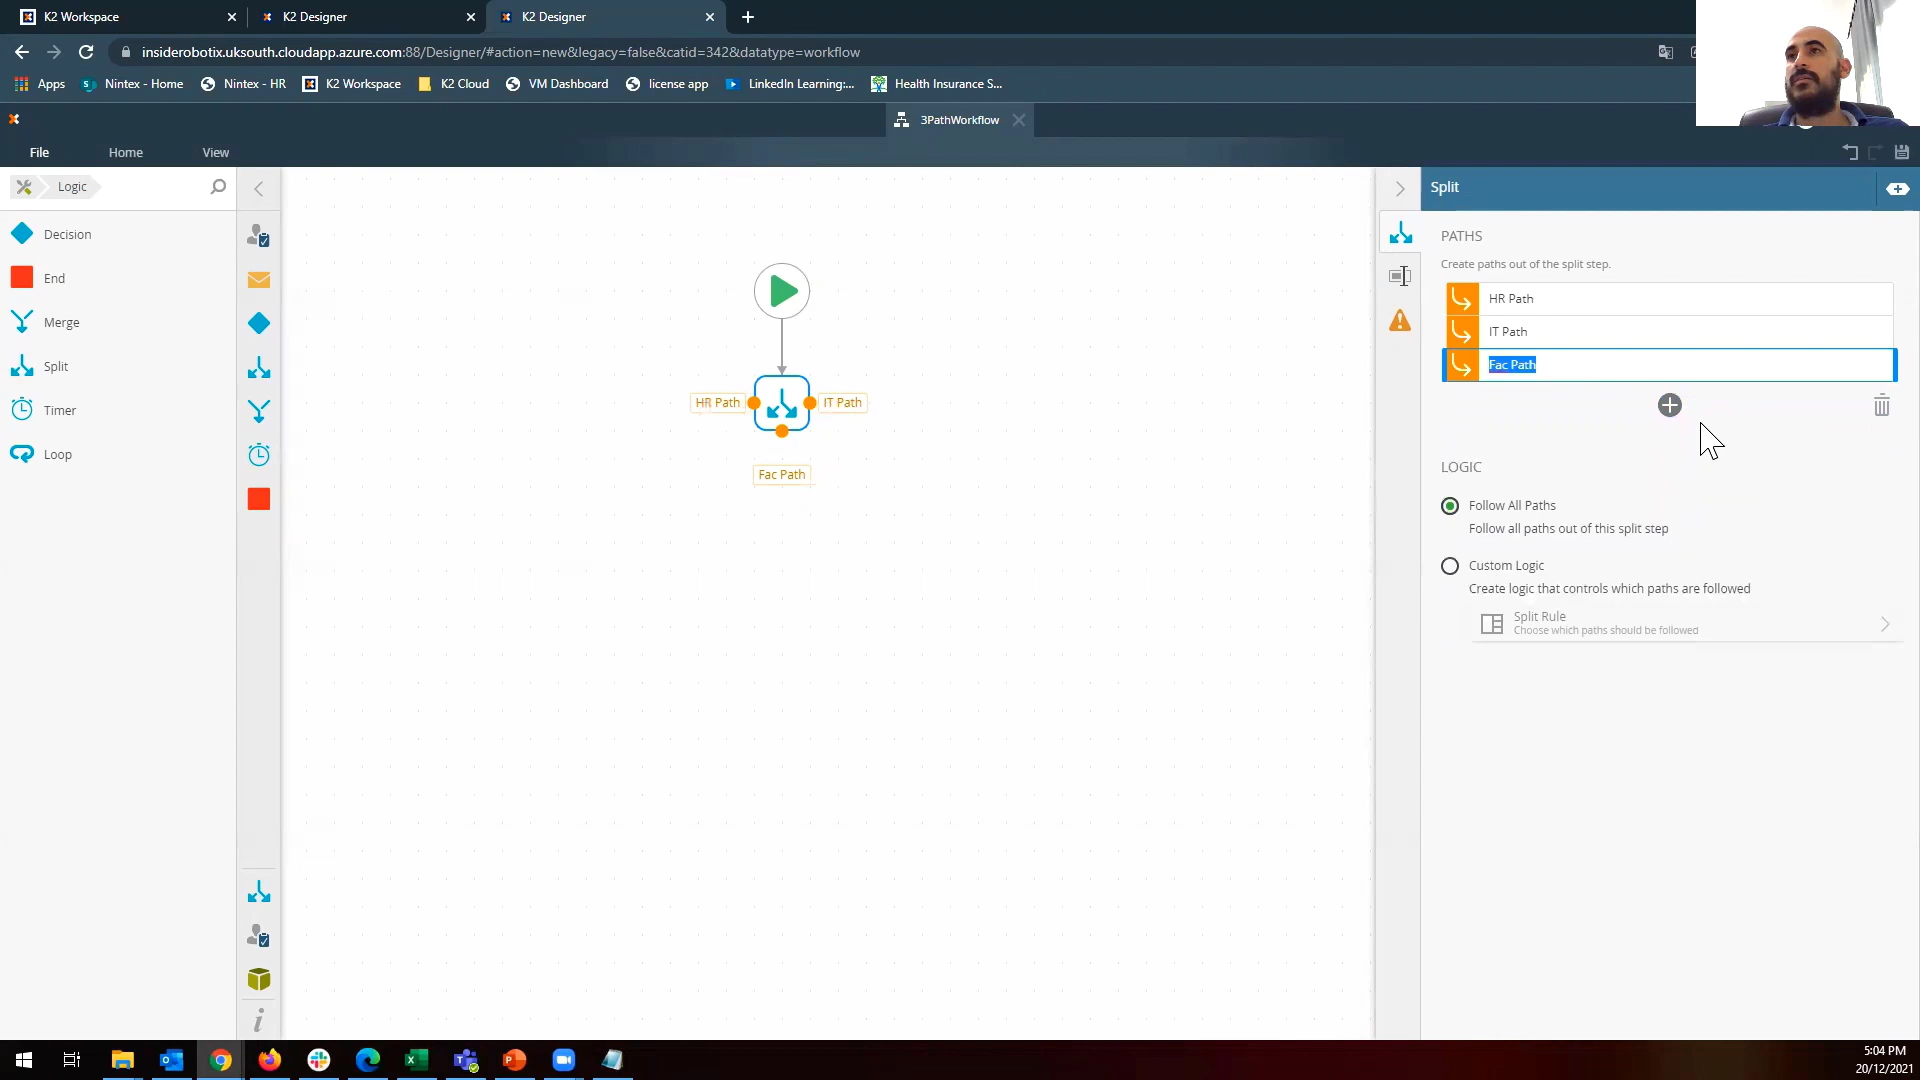 K2 Workspace
K2 Designer
K2 Designer
insiderobotix.uksouth.cloudapp.azure.com:88/Designer/#action=new&legacy=false&catid=342&datatype=workflow
Apps
Nintex - Home
Nintex - HR
K2 Workspace
K2 Cloud
VM Dashboard
license app
LinkedIn Learning:...
Health Insurance S...
3PathWorkflow
File
Home
View
Logic
Split
Decision
End
Merge
Split
Timer
Loop
HR Path
IT Path
Fac Path
PATHS
Create paths out of the split step.
HR Path
IT Path
Fac Path
LOGIC
Follow All Paths
Follow all paths out of this split step
Custom Logic
Create logic that controls which paths are followed
Split Rule
Choose which paths should be followed
5:04 PM
20/12/2021